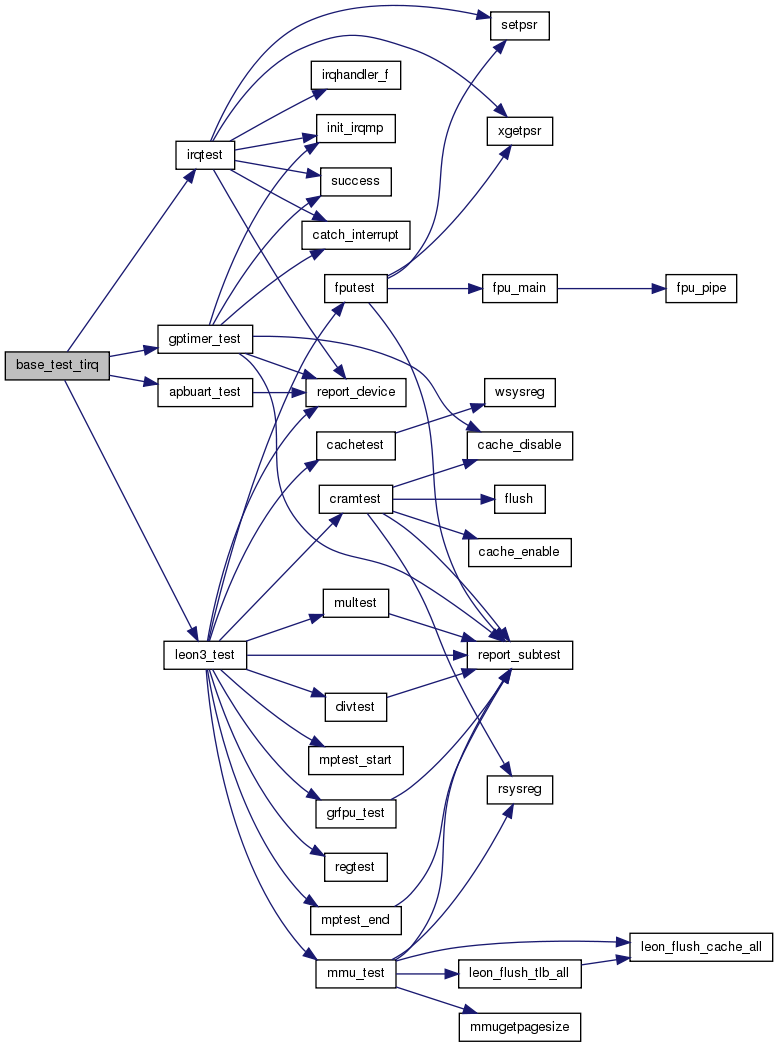 setpsr
irqhandler_f
init_irqmp
xgetpsr
irqtest
success
catch_interrupt
fputest
fpu_main
fpu_pipe
gptimer_test
base_test_tirq
apbuart_test
report_device
wsysreg
cachetest
cache_disable
cramtest
flush
cache_enable
multest
leon3_test
report_subtest
divtest
mptest_start
rsysreg
grfpu_test
regtest
mptest_end
leon_flush_cache_all
mmu_test
leon_flush_tlb_all
mmugetpagesize